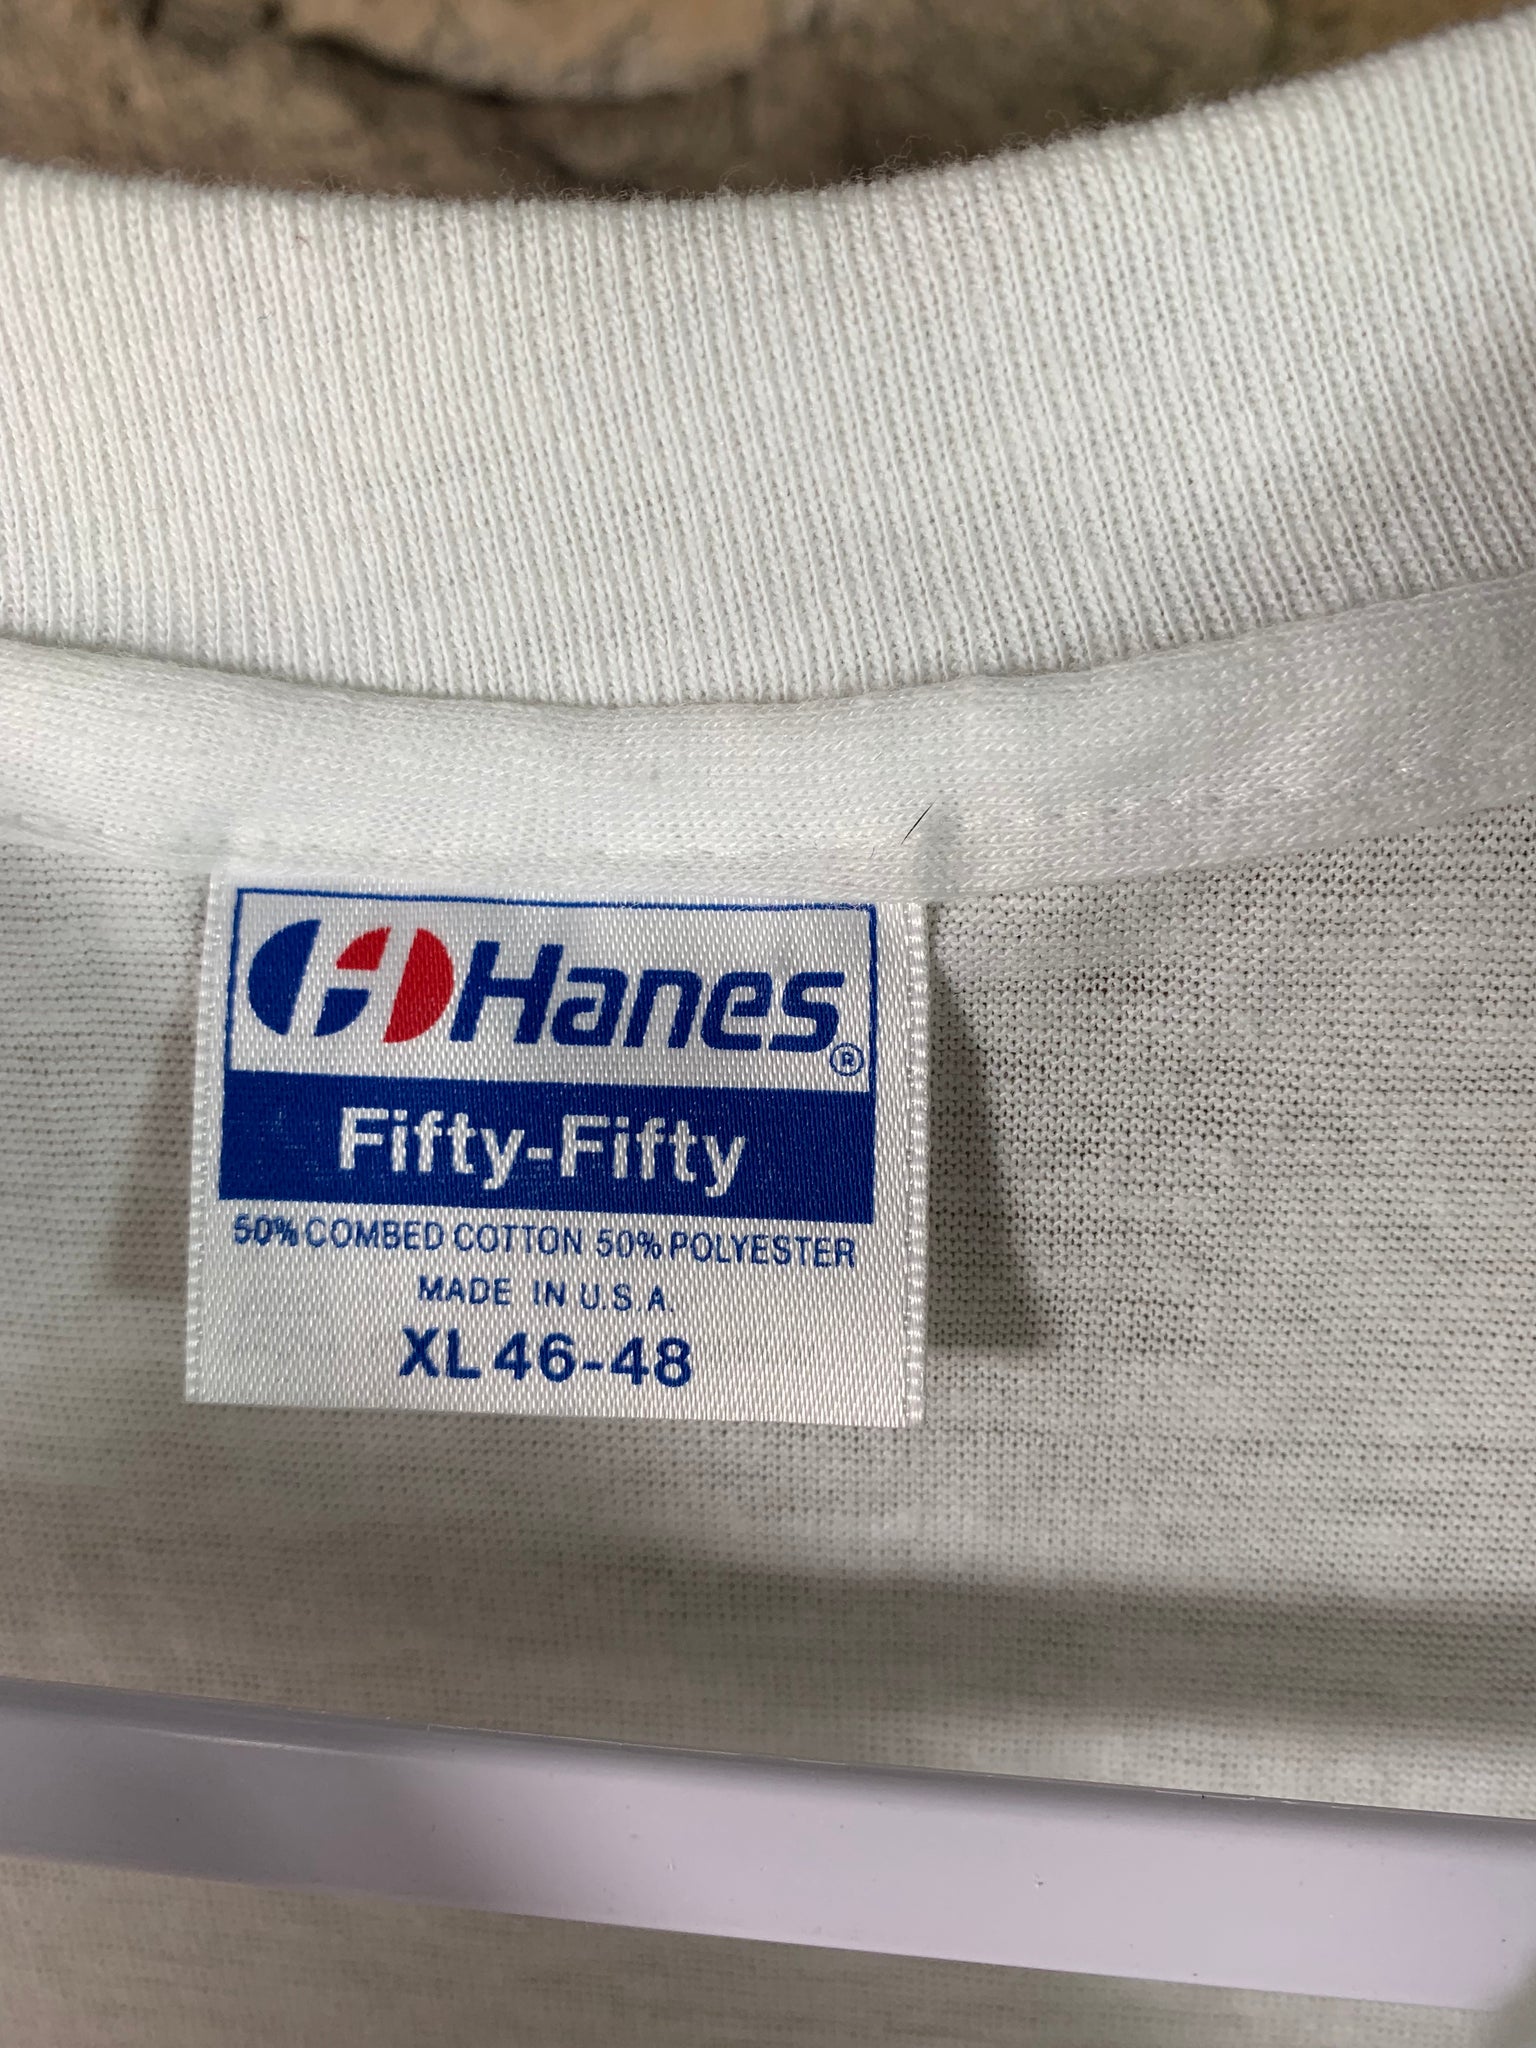 Hanes®
Fifty-Fifty
50% COMBED COTTON 50% POLYESTER
MADE IN U.S.A.
XL 46-48